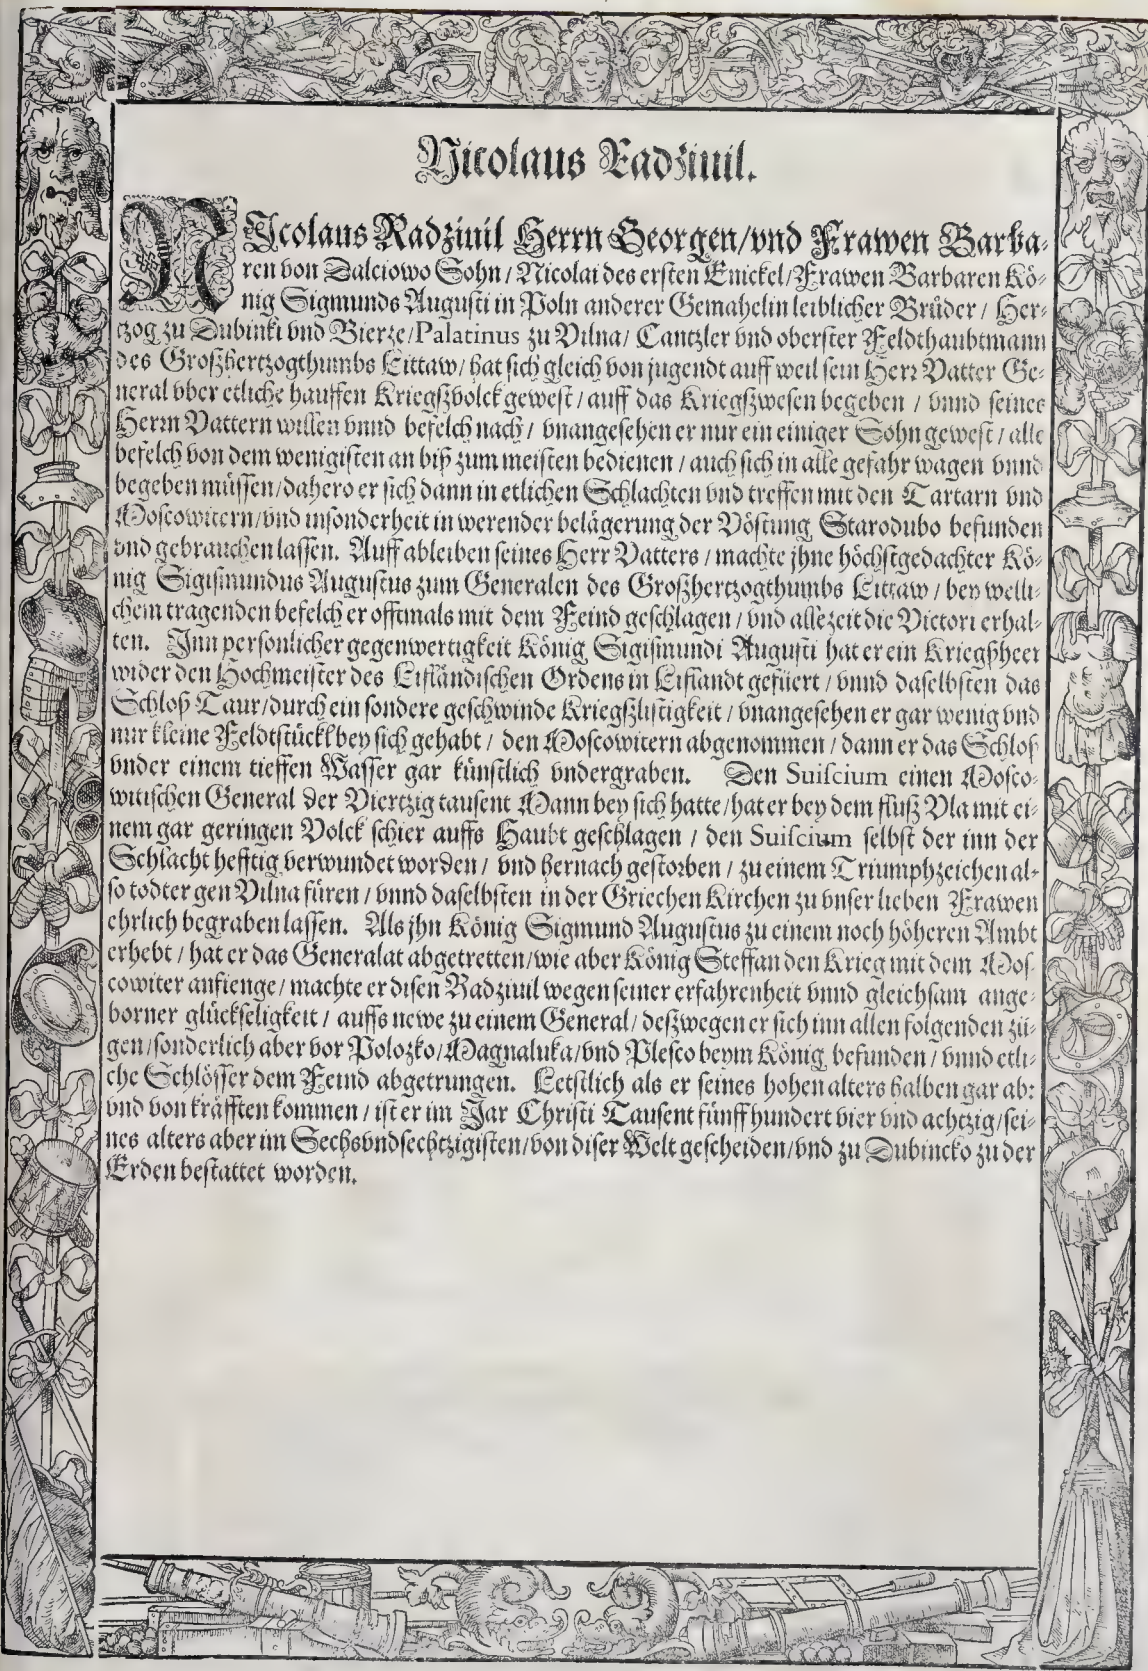 Nicolaus Radziuil.
NJcolaus Radziuil Herrn Georgen/vnd Frawen Barba-
ren von Dalciowo Sohn/Nicolai des ersten Enickel/Frawen Barbaren Kö-
nig Sigmunds Augusti in Poln anderer Gemahelin leiblicher Brüder/Her-
tzog zu Dubinki vnd Bierze/Palatinus zu Vilna/Cantzler vnd oberster Feldthaubtmann
des Großhertzogthumbs Littaw/hat sich gleich von jugendt auff weil sein Herr Vatter Ge-
neral vber etliche hauffen Kriegßvolck gewest/auff das Kriegßwesen begeben/vnnd seines
Herrn Vattern willen vnnd befelch nach/vnangesehen er nur ein einiger Sohn gewest/alle
befelch von dem wenigisten an biß zum meisten bedienen/auch sich in alle gefahr wagen vnnd
begeben müssen/dahero er sich dann in etlichen Schlachten vnd treffen mit den Tartarn vnd
Moscowitern/vnd insonderheit in werender belägerung der Vöstung Starodubo befunden
vnd gebrauchen lassen. Auff ableiben seines Herr Vatters/machte jhne höchstgedachter Kö-
nig Sigismundus Augustus zum Generalen des Großhertzogthumbs Littaw/bey welli-
chem tragenden befelch er offtmals mit dem Feind geschlagen/vnd allezeit die Victori erhal-
ten. Jnn personlicher gegenwertigkeit König Sigismundi Augusti hat er ein Kriegßheer
wider den Hochmeister des Lifländischen Ordens in Liflandt gefüert/vnnd daselbsten das
Schloß Taur/durch ein sondere geschwinde Kriegßlistigkeit/vnangesehen er gar wenig vnd
nur kleine Feldtstückl bey sich gehabt/den Moscowitern abgenommen/dann er das Schloß
vnder einem tieffen Wasser gar künstlich vndergraben. Den Suiscium einen Mosco-
witischen General der Viertzig tausent Mann bey sich hatte/hat er bey dem fluß Vla mit ei-
nem gar geringen Volck schier auffs Haubt geschlagen/den Suiscium selbst der inn der
Schlacht hefftig verwundet worden/vnd hernach gestorben/zu einem Triumphzeichen al-
so todter gen Vilna füren/vnnd daselbsten in der Griechen Kirchen zu vnser lieben Frawen
ehrlich begraben lassen. Als jhn König Sigmund Augustus zu einem noch höheren Ambt
erhebt/hat er das Generalat abgetretten/wie aber König Steffan den Krieg mit dem Mos-
cowiter anfienge/machte er disen Radziuil wegen seiner erfahrenheit vnnd gleichsam ange-
borner glückseligkeit/auffs newe zu einem General/deßwegen er sich inn allen folgenden zü-
gen/sonderlich aber vor Polozko/Magnaluka/vnd Plesco beym König befunden/vnnd etli-
che Schlösser dem Feind abgetrungen. Letstlich als er seines hohen alters halben gar ab:
vnd von kräfften kommen/ist er im Jar Christi Tausent fünff hundert vier vnd achtzig/sei-
nes alters aber im Sechsvndsechtzigisten/von diser Welt gescheiden/vnd zu Dubincko zu der
Erden bestattet worden.